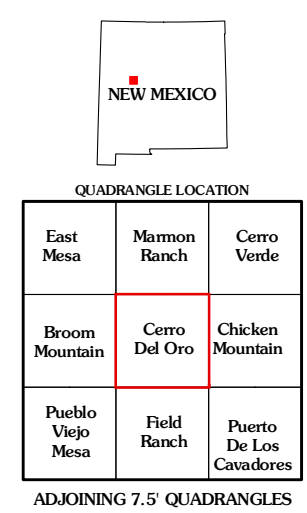 NEW MEXICO
QUADRANGLE LOCATION
East
Mesa
Marmon
Ranch
Cerro
Verde
Broom
Mountain
Cerro
Del Oro
Chicken
Mountain
Pueblo
Viejo
Mesa
Field
Ranch
Puerto
De Los
Cavadores
ADJOINING 7.5' QUADRANGLES